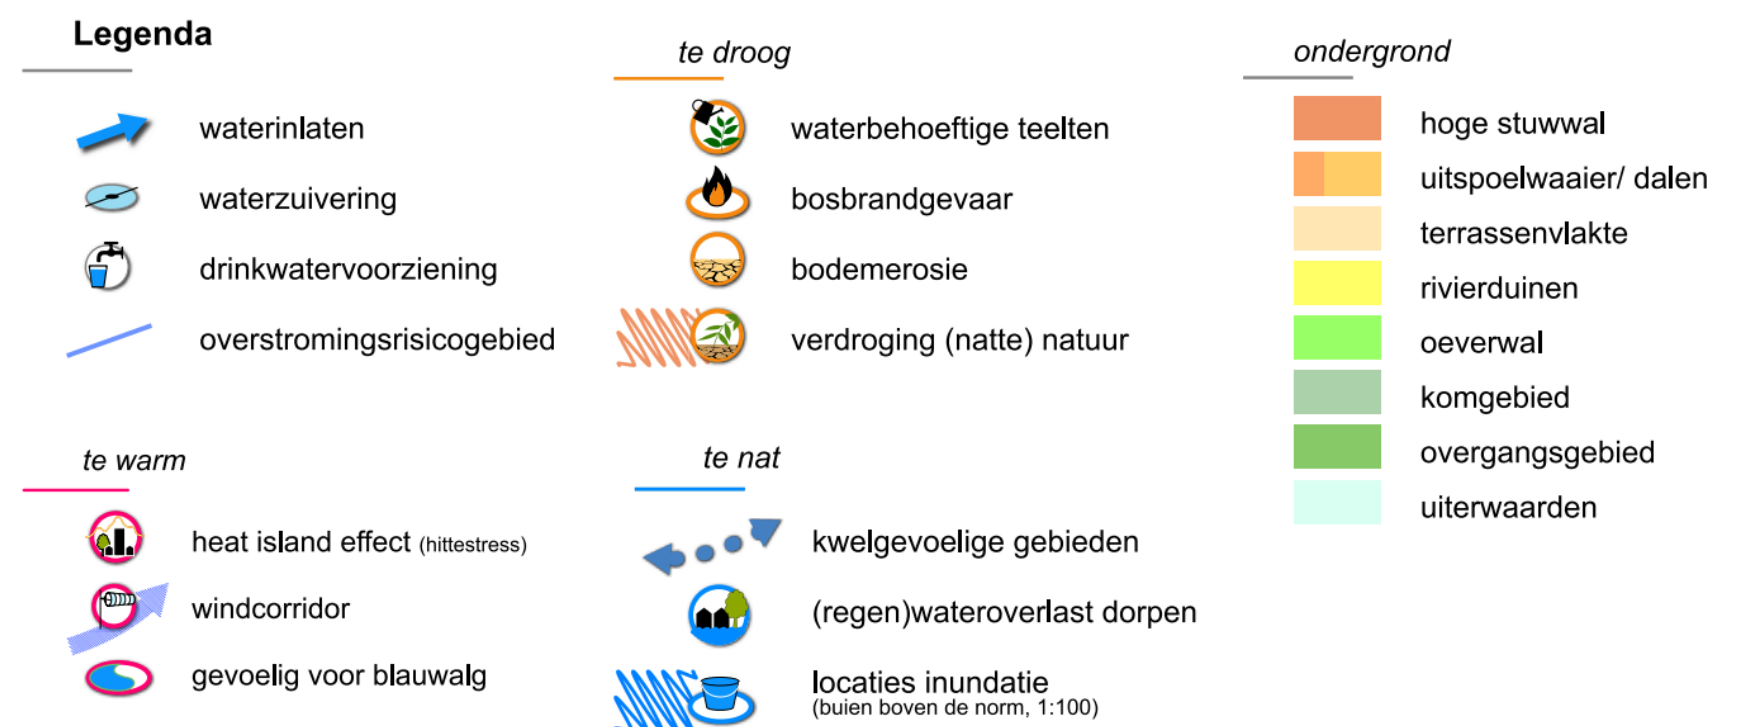 Legenda
waterinlaten
waterzuivering
drinkwatervoorziening
overstromingsrisicogebied
te warm
heat island effect (hittestress)
windcorridor
gevoelig voor blauwalg
te droog
waterbehoeftige teelten
bosbrandgevaar
bodemerosie
verdroging (natte) natuur
te nat
kwelgevoelige gebieden
(regen)wateroverlast dorpen
locaties inundatie
(buien boven de norm, 1:100)
ondergrond
hoge stuwwal
uitspoelwaaier/ dalen
terrassenvlakte
rivierduinen
oeverwal
komgebied
overgangsgebied
uiterwaarden